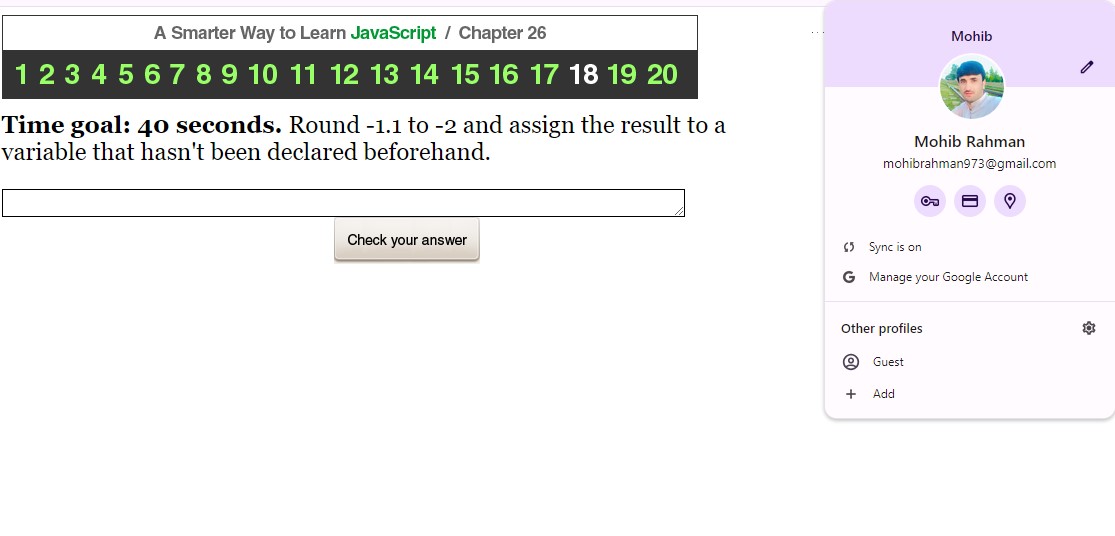 A Smarter Way to Learn JavaScript / Chapter 26
1 2 3 4 5 6 7 8 9 10 11 12 13 14 15 16 17 18 19 20
Time goal: 40 seconds. Round -1.1 to -2 and assign the result to a
variable that hasn't been declared beforehand.
Check your answer
Mohib
Mohib Rahman
mohibrahman973@gmail.com
Sync is on
Manage your Google Account
Other profiles
Guest
Add